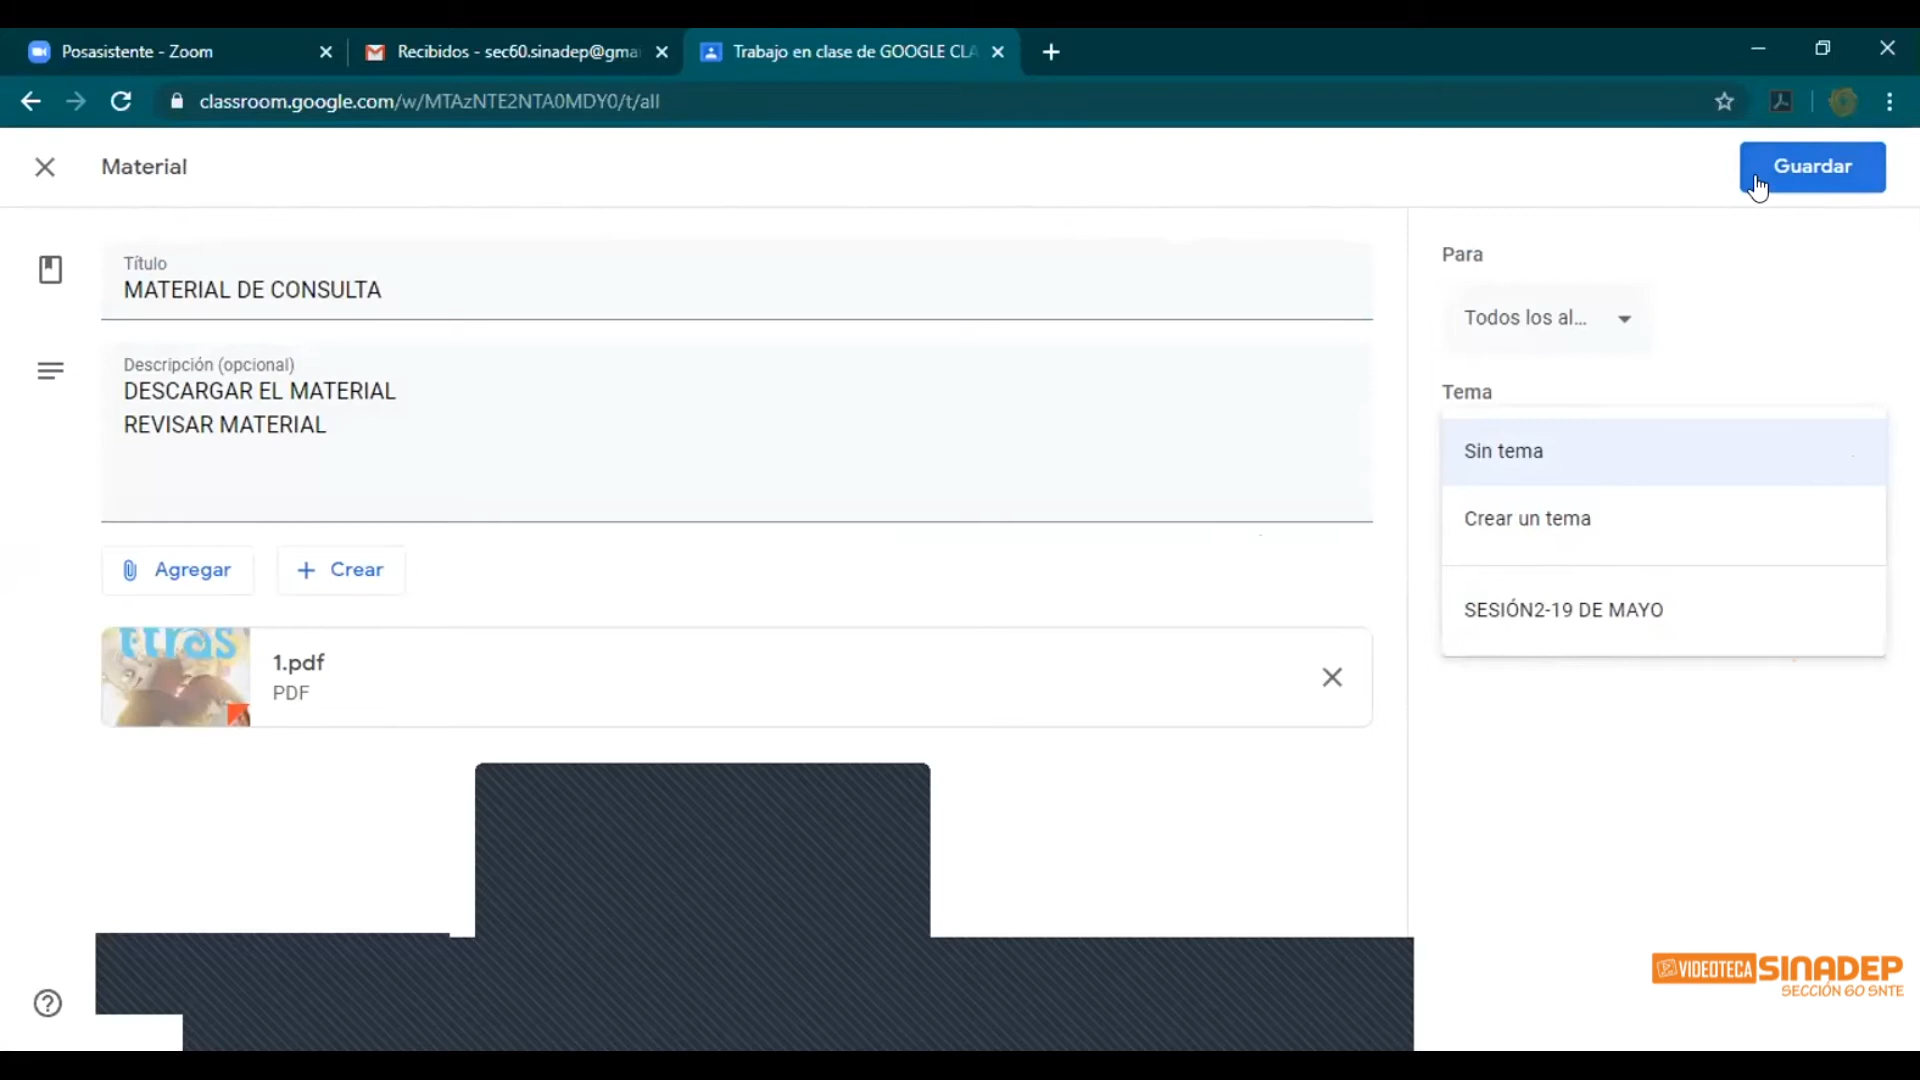 Posasistente - Zoom
Recibidos - sec60.sinadep@gma
Trabajo en clase de GOOGLE CLA
classroom.google.com/w/MTAzNTE2NTA0MDY0/t/all
Material
Guardar
Título
MATERIAL DE CONSULTA
Descripción (opcional)
DESCARGAR EL MATERIAL
REVISAR MATERIAL
Agregar
Crear
ttras
1.pdf
PDF
Para
Todos los al...
Tema
Sin tema
Crear un tema
SESIÓN2-19 DE MAYO
VIDEOTECA SINADEP
SECCIÓN 60 SNTE